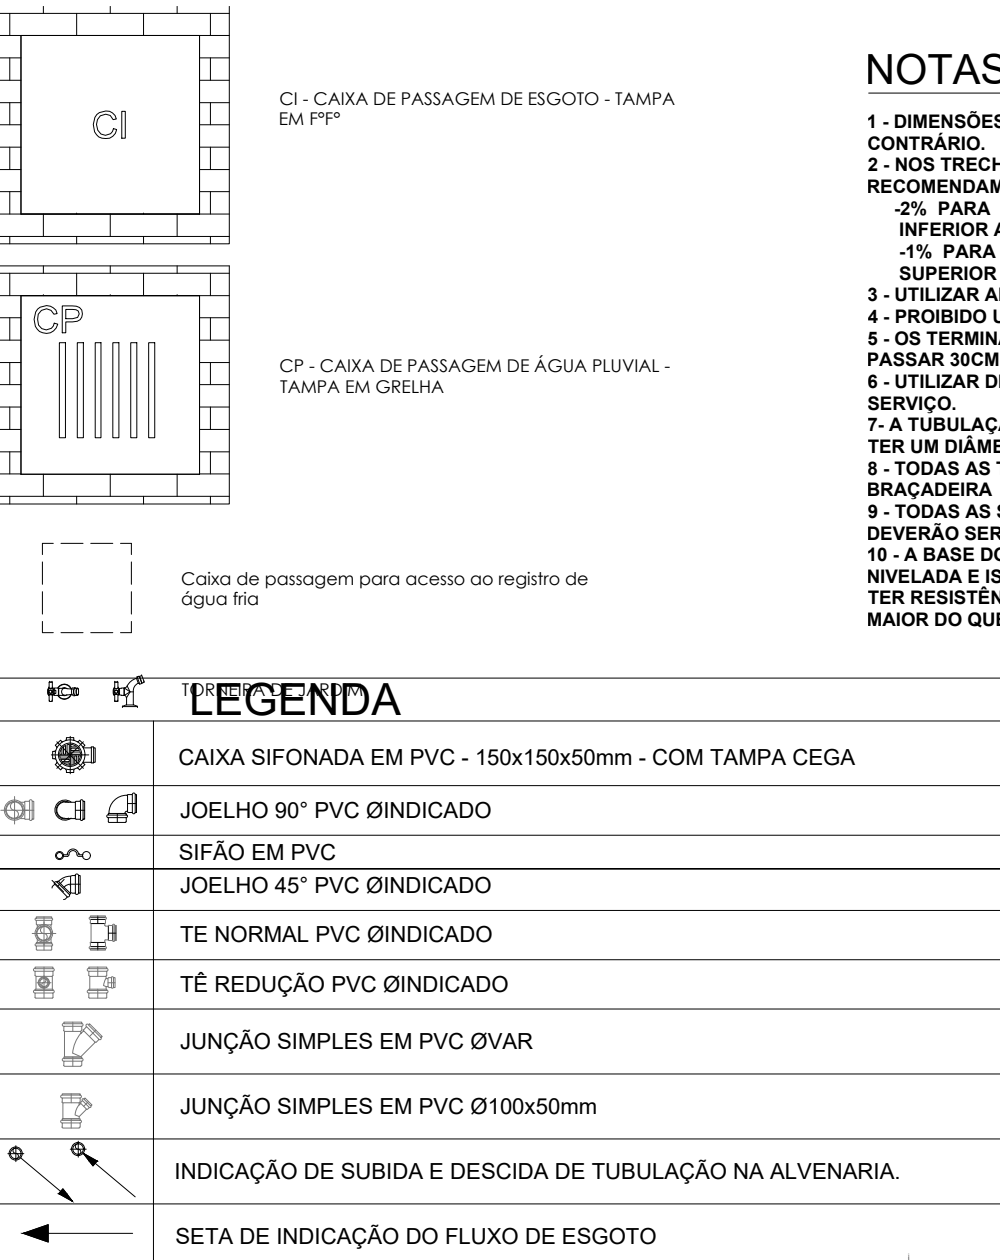 CI
CI - CAIXA DE PASSAGEM DE ESGOTO - TAMPA
EM FºFº
CP
CP - CAIXA DE PASSAGEM DE ÁGUA PLUVIAL -
TAMPA EM GRELHA
Caixa de passagem para acesso ao registro de
água fria
NOTAS
1 - DIMENSÕES
CONTRÁRIO.
2 - NOS TRECH
RECOMENDAM
-2% PARA
INFERIOR A
-1% PARA
SUPERIOR
3 - UTILIZAR
4 - PROIBIDO
5 - OS TERMINA
PASSAR 30CM
6 - UTILIZAR
SERVIÇO.
7- A TUBULAÇÃ
TER UM DIÂME
8 - TODAS AS
BRAÇADEIRA
9 - TODAS AS
DEVERÃO SER
10 - A BASE DO
NIVELADA E IS
TER RESISTÊN
MAIOR DO QUE
TORNEIRA DE JARDIM
LEGENDA
CAIXA SIFONADA EM PVC - 150x150x50mm - COM TAMPA CEGA
JOELHO 90° PVC ØINDICADO
SIFÃO EM PVC
JOELHO 45° PVC ØINDICADO
TE NORMAL PVC ØINDICADO
TÊ REDUÇÃO PVC ØINDICADO
JUNÇÃO SIMPLES EM PVC ØVAR
JUNÇÃO SIMPLES EM PVC Ø100x50mm
INDICAÇÃO DE SUBIDA E DESCIDA DE TUBULAÇÃO NA ALVENARIA.
SETA DE INDICAÇÃO DO FLUXO DE ESGOTO